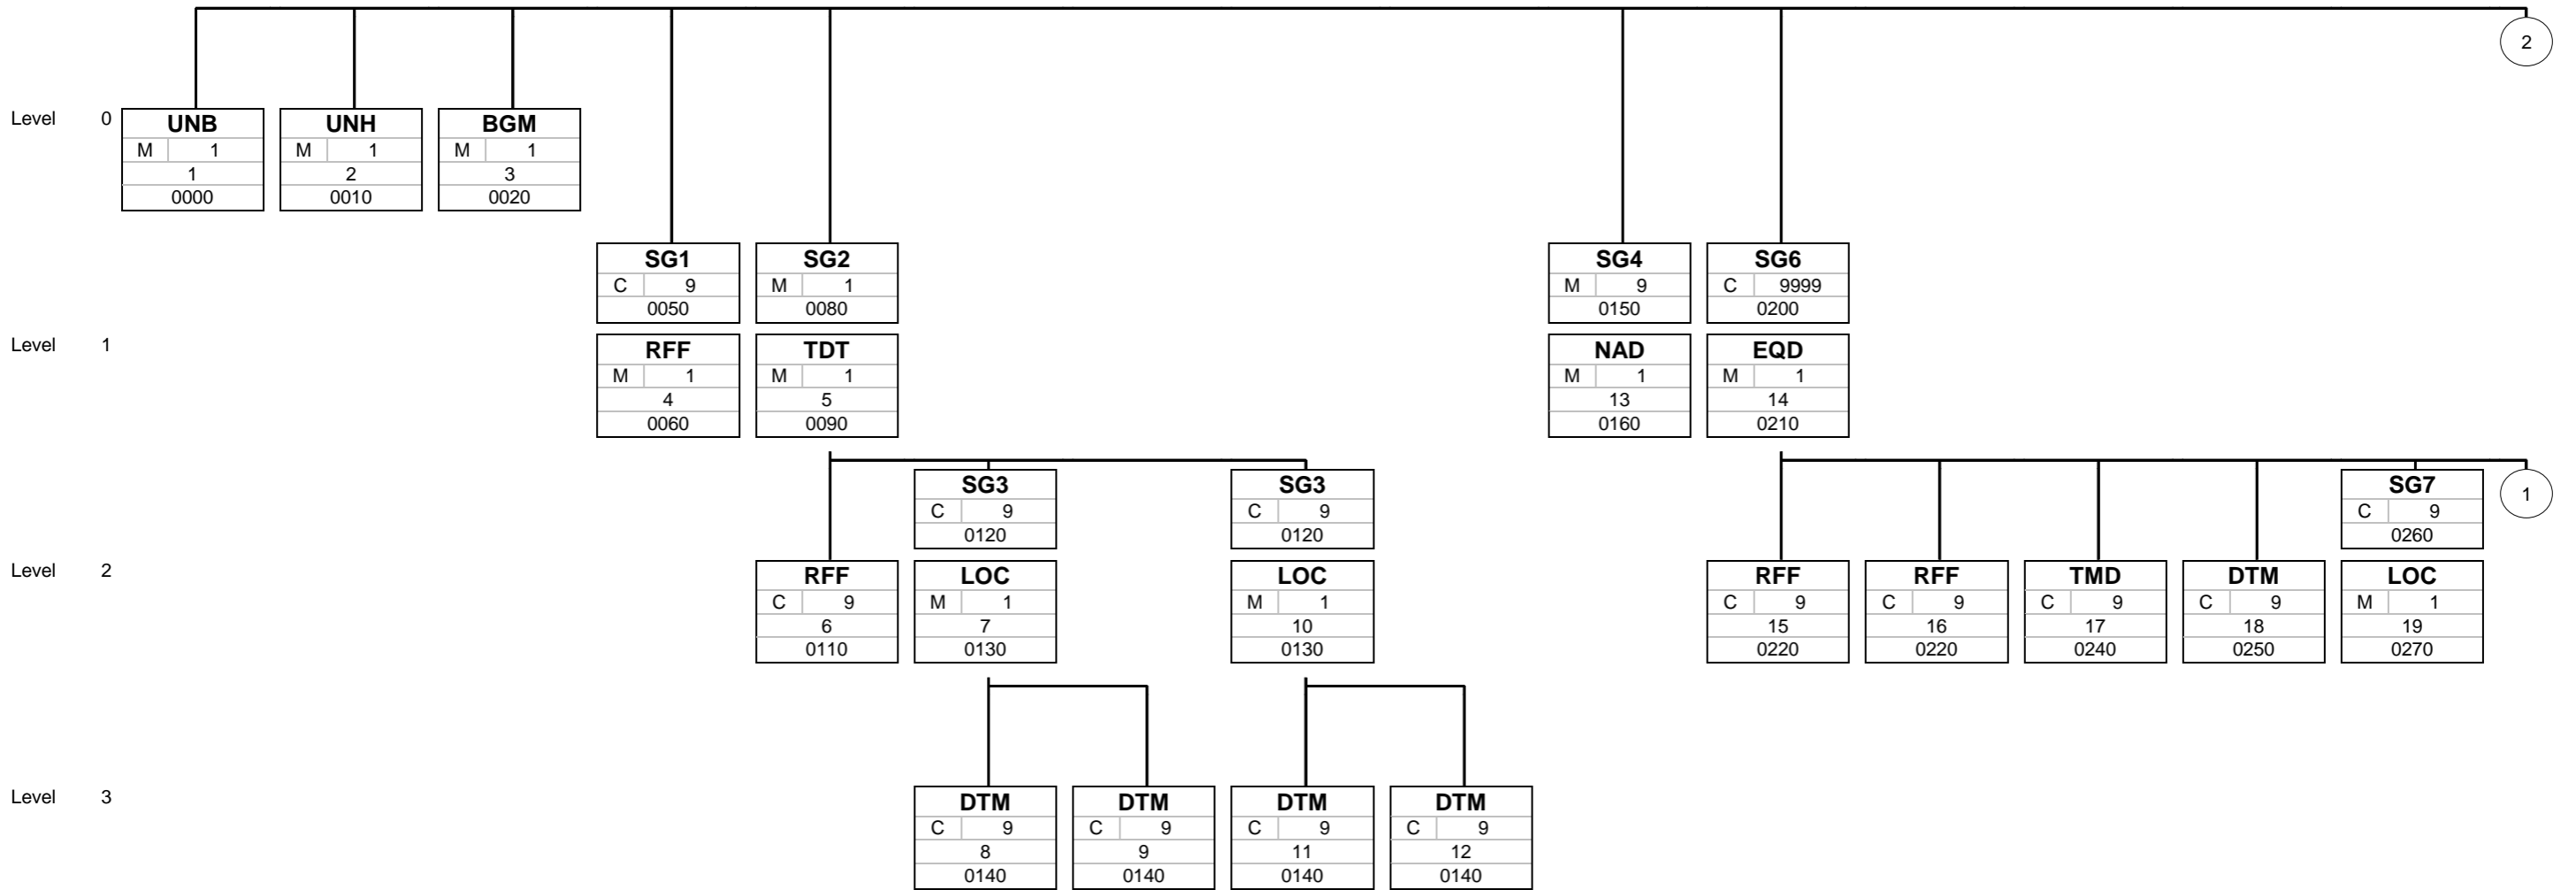 2
Level 0
UNB
M 1
1
0000
UNH
M 1
2
0010
BGM
M 1
3
0020
SG1
C 9
0050
SG2
M 1
0080
SG4
M 9
0150
SG6
C 9999
0200
Level 1
RFF
M 1
4
0060
TDT
M 1
5
0090
NAD
M 1
13
0160
EQD
M 1
14
0210
SG3
C 9
0120
SG3
C 9
0120
SG7
C 9
0260
1
Level 2
RFF
C 9
6
0110
LOC
M 1
7
0130
LOC
M 1
10
0130
RFF
C 9
15
0220
RFF
C 9
16
0220
TMD
C 9
17
0240
DTM
C 9
18
0250
LOC
M 1
19
0270
Level 3
DTM
C 9
8
0140
DTM
C 9
9
0140
DTM
C 9
11
0140
DTM
C 9
12
0140